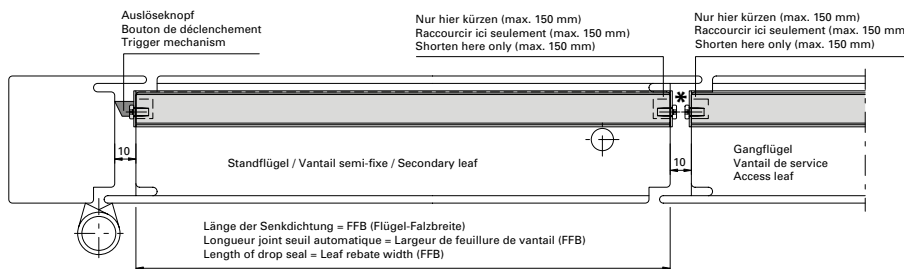 Auslöseknopf
Bouton de déclenchement
Trigger mechanism
Nur hier kürzen (max. 150 mm)
Raccourcir ici seulement (max. 150 mm)
Shorten here only (max. 150 mm)
Nur hier kürzen (max. 150 mm)
Raccourcir ici seulement (max. 150 mm)
Shorten here only (max. 150 mm)
*
10
Standflügel / Vantail semi-fixe / Secondary leaf
10
Gangflügel
Vantail de service
Access leaf
Länge der Senkdichtung = FFB (Flügel-Falzbreite)
Longueur joint seuil automatique = Largeur de feuillure de vantail (FFB)
Length of drop seal = Leaf rebate width (FFB)